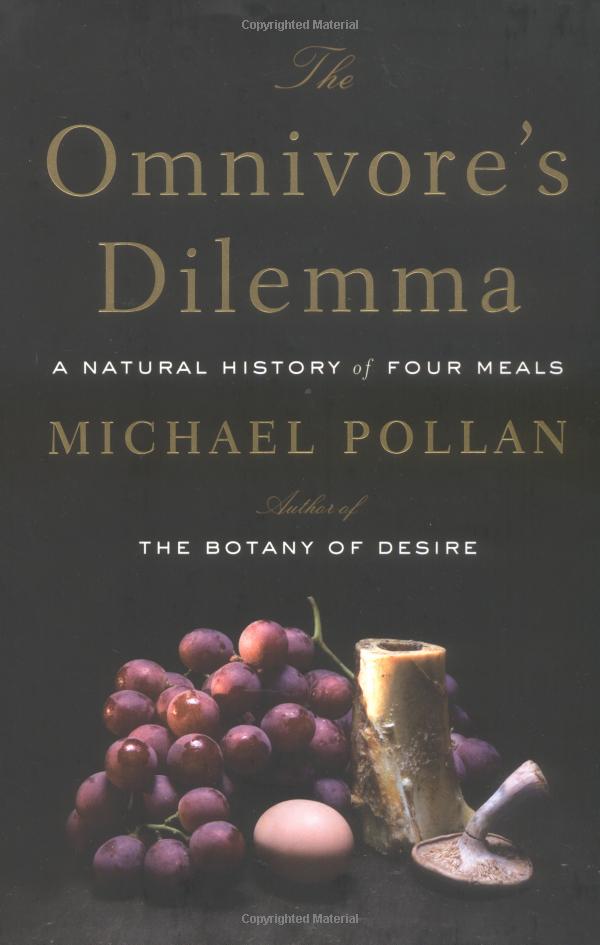 Copyrighted Material
The
Omnivore’s
Dilemma
A NATURAL HISTORY of FOUR MEALS
MICHAEL POLLAN
Author of
THE BOTANY OF DESIRE
Copyrighted Material